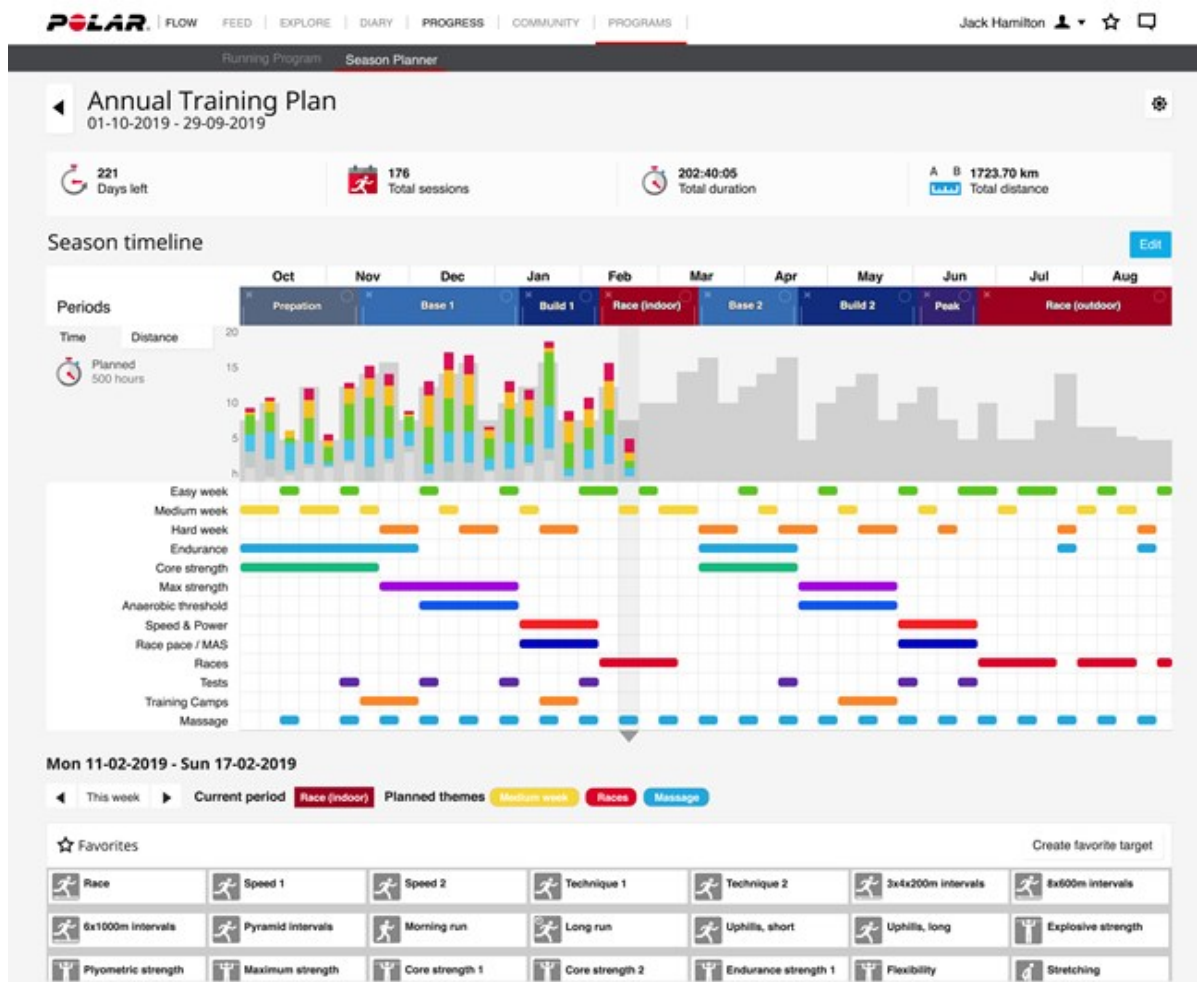 POLAR. FLOW FEED EXPLORE DIARY PROGRESS COMMUNITY PROGRAMS Jack Hamilton
Running Program Season Planner
Annual Training Plan
01-10-2019 - 29-09-2019
221 176 202:40:05 A B 1723.70 km
Days left Total sessions Total duration Total distance
Season timeline Edit
Oct Nov Dec Jan Feb Mar Apr May Jun Jul Aug
Periods Prepation Base 1 Build 1 Race (indoor) Base 2 Build 2 Peak Race (outdoor)
Time Distance
Planned
500 hours
20
15
10
5
h
Easy week
Medium week
Hard week
Endurance
Core strength
Max strength
Anaerobic threshold
Speed & Power
Race pace / MAS
Races
Tests
Training Camps
Massage
Mon 11-02-2019 - Sun 17-02-2019
This week Current period Race (indoor) Planned themes Medium week Races Massage
Favorites Create favorite target
Race Speed 1 Speed 2 Technique 1 Technique 2 3x4x200m intervals 8x600m intervals
6x1000m intervals Pyramid intervals Morning run Long run Uphills, short Uphills, long Explosive strength
Plyometric strength Maximum strength Core strength 1 Core strength 2 Endurance strength 1 Flexibility Stretching